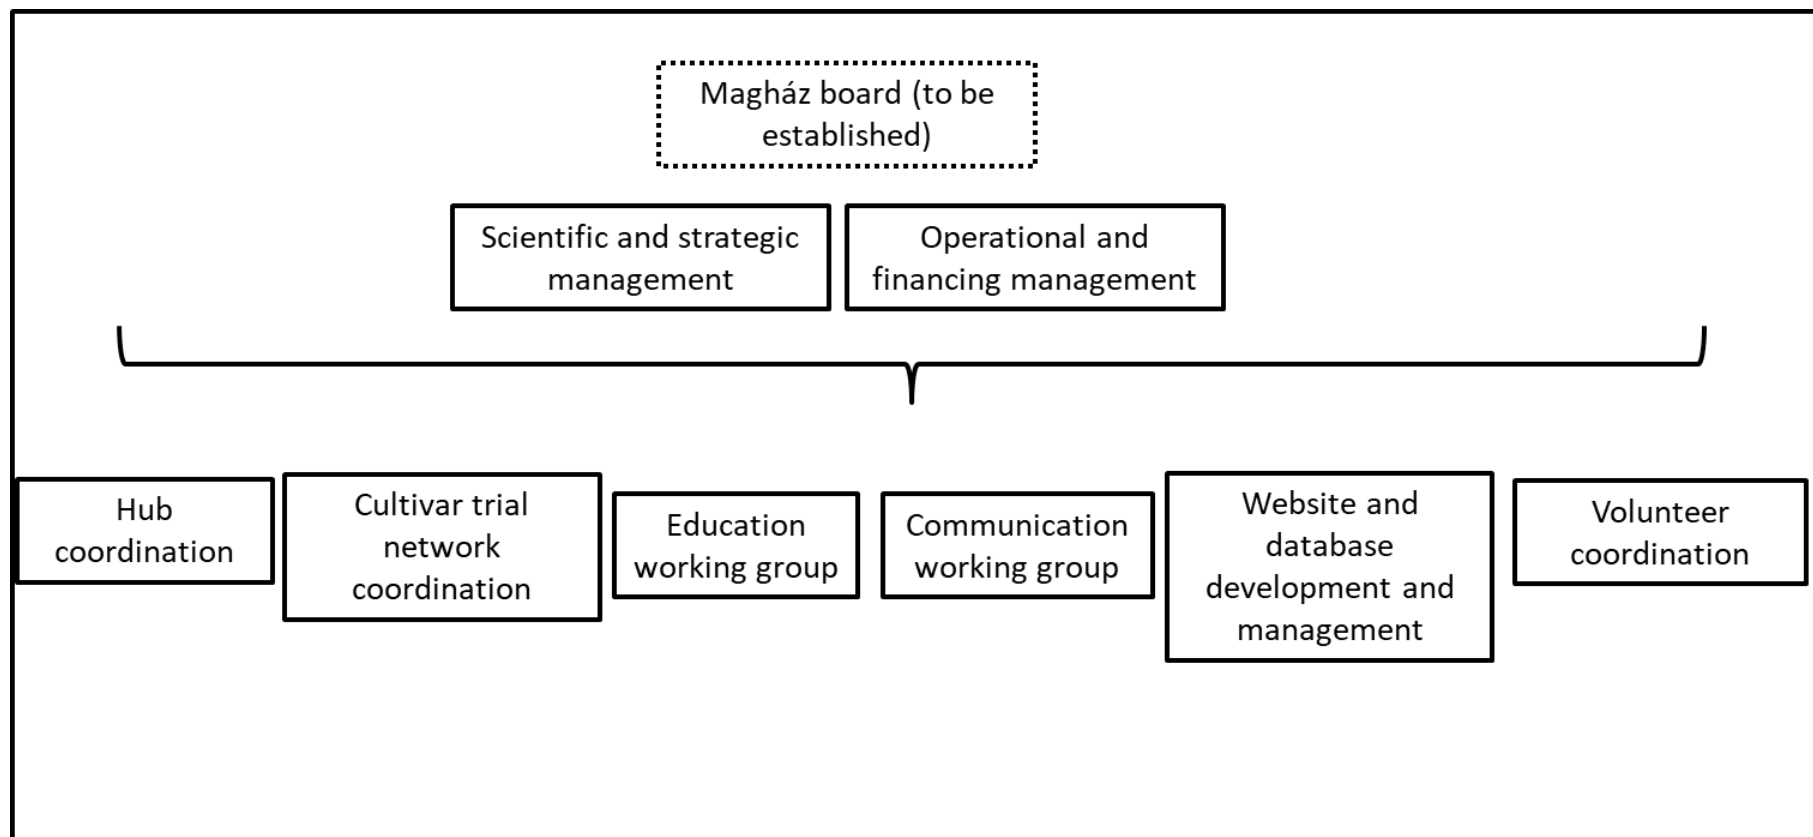 Magház board (to be
established)
Scientific and strategic
management
Operational and
financing management
Hub
coordination
Cultivar trial
network
coordination
Education
working group
Communication
working group
Website and
database
development and
management
Volunteer
coordination